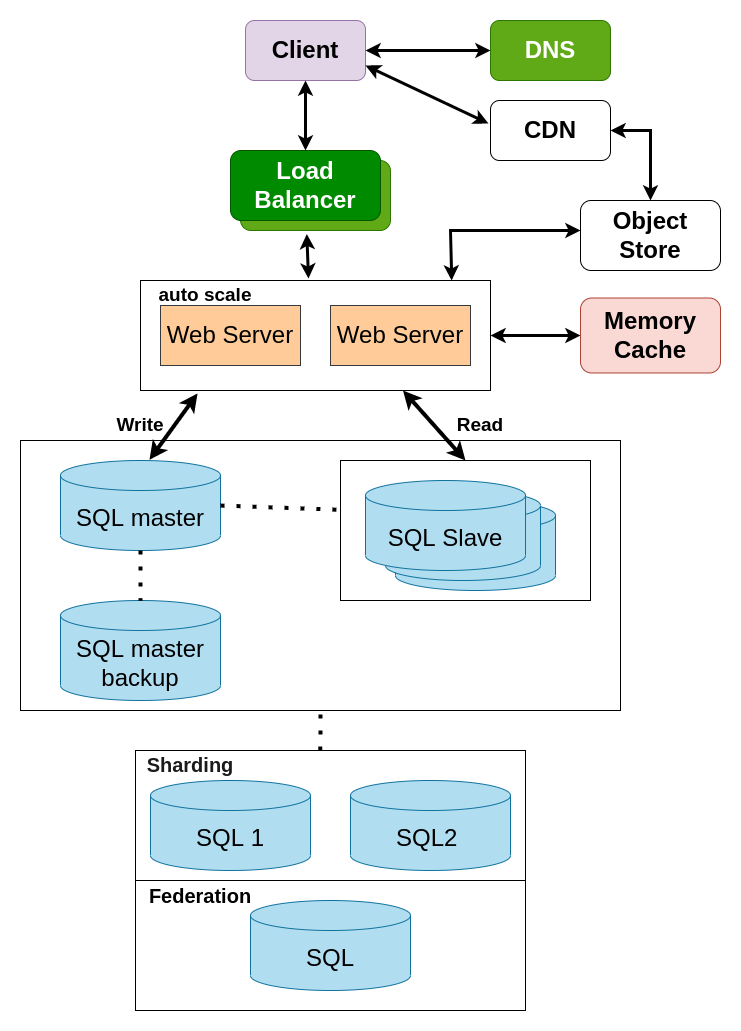 Client
DNS
CDN
Load
Balancer
Object
Store
auto scale
Web Server
Web Server
Memory
Cache
Write
Read
SQL master
SQL Slave
SQL master
backup
Sharding
SQL 1
SQL2
Federation
SQL